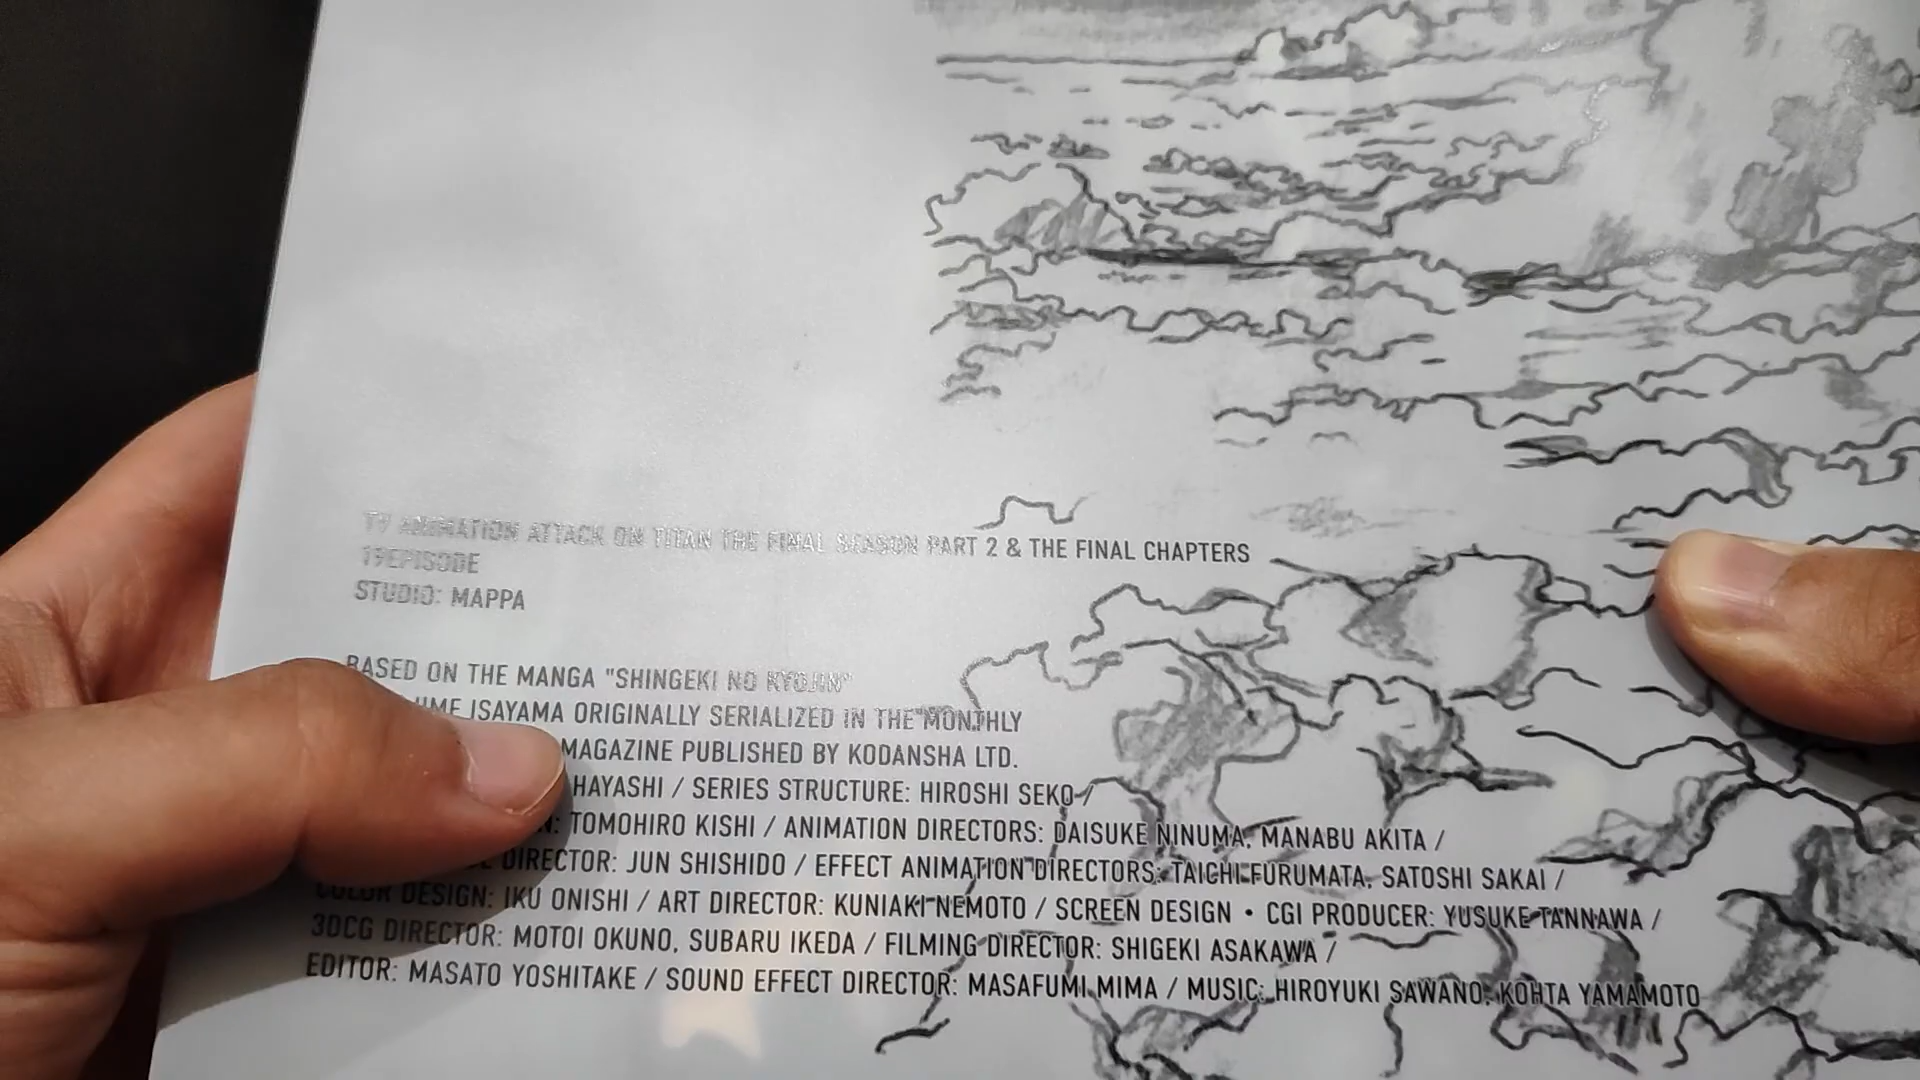 TV ANIMATION ATTACK ON TITAN THE FINAL SEASON PART 2 & THE FINAL CHAPTERS
19EPISODE
STUDIO: MAPPA
BASED ON THE MANGA "SHINGEKI NO KYOJIN"
ISAYAMA ORIGINALLY SERIALIZED IN THE MONTHLY
MAGAZINE PUBLISHED BY KODANSHA LTD.
HAYASHI / SERIES STRUCTURE: HIROSHI SEKO /
TOMOHIRO KISHI / ANIMATION DIRECTORS: DAISUKE NINUMA, MANABU AKITA /
DIRECTOR: JUN SHISHIDO / EFFECT ANIMATION DIRECTORS: TAICHI FURUMATA, SATOSHI SAKAI /
COLOR DESIGN: IKU ONISHI / ART DIRECTOR: KUNIAKI NEMOTO / SCREEN DESIGN • CGI PRODUCER: YUSUKE TANNAWA /
3DCG DIRECTOR: MOTOI OKUNO, SUBARU IKEDA / FILMING DIRECTOR: SHIGEKI ASAKAWA /
EDITOR: MASATO YOSHITAKE / SOUND EFFECT DIRECTOR: MASAFUMI MIMA / MUSIC: HIROYUKI SAWANO, KOHTA YAMAMOTO